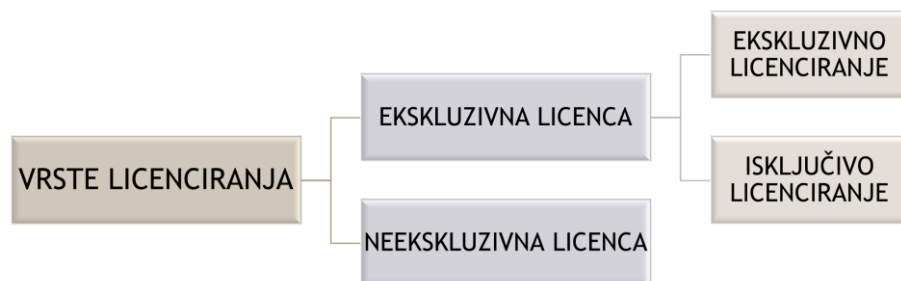 VRSTE LICENCIRANJA
EKSKLUZIVNA LICENCA
EKSKLUZIVNO
LICENCIRANJE
ISKLJUČIVO
LICENCIRANJE
NEEKSKLUZIVNA LICENCA